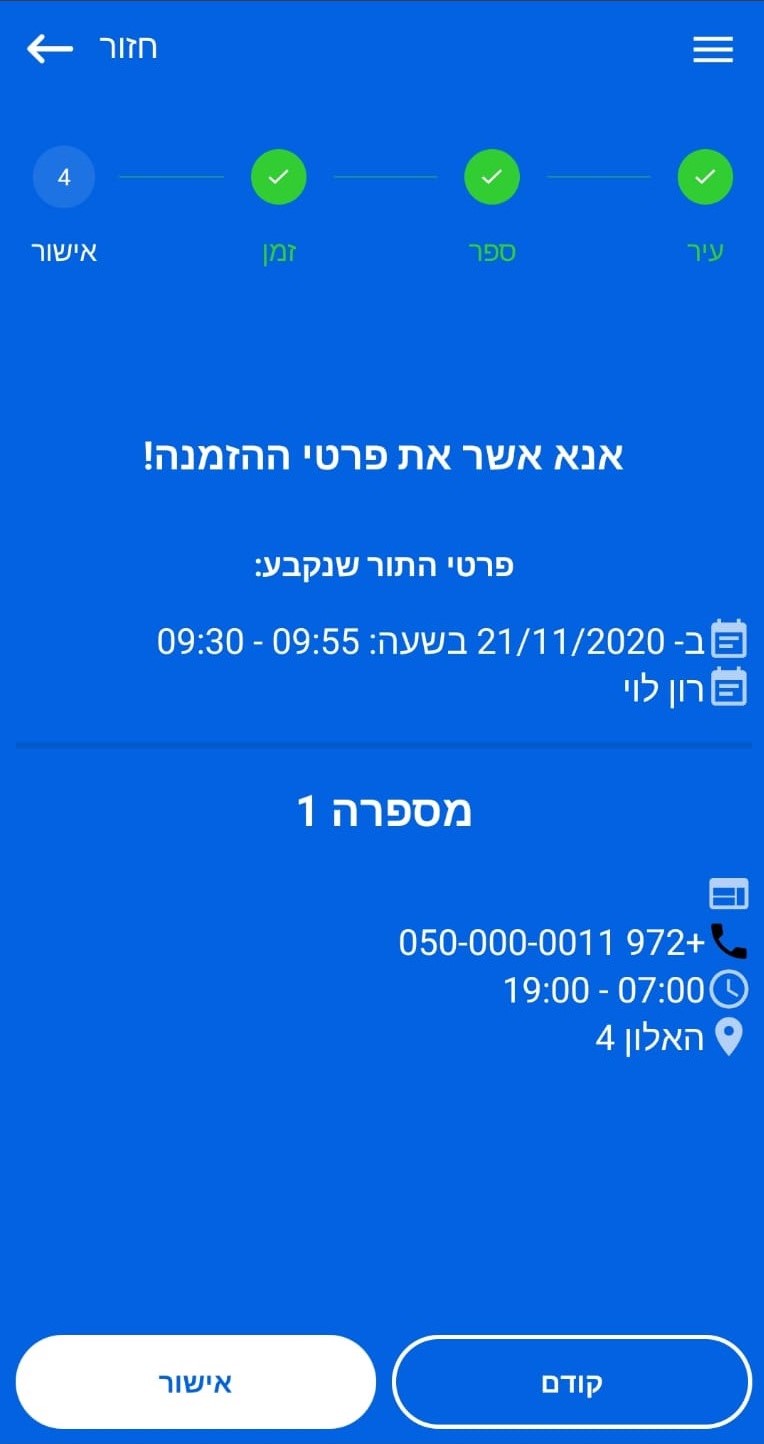 חזור
עיר
ספר
זמן
4
אישור
אנא אשר את פרטי ההזמנה!
פרטי התור שנקבע:
ב- 21/11/2020 בשעה: 09:55 - 09:30
רון לוי
מספרה 1
+972 050-000-0011
07:00 - 19:00
האלון 4
קודם
אישור